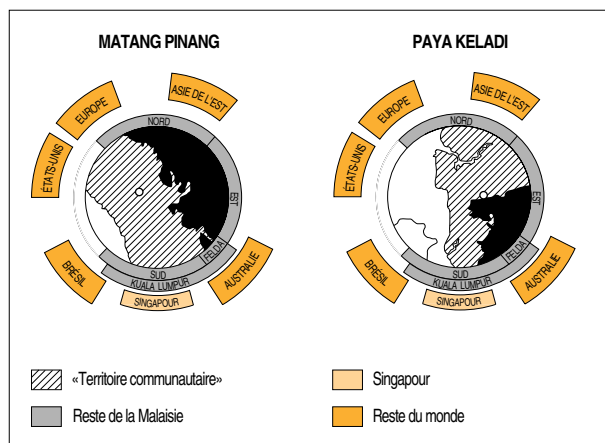 MATANG PINANG
EUROPE
ASIE DE L'EST
ÉTATS-UNIS
NORD
EST
FELDA
SUD
KUALA LUMPUR
SINGAPOUR
BRÉSIL
AUSTRALIE
PAYA KELADI
EUROPE
ASIE DE L'EST
ÉTATS-UNIS
NORD
EST
FELDA
SUD
KUALA LUMPUR
SINGAPOUR
BRÉSIL
AUSTRALIE
«Territoire communautaire»
Singapour
Reste de la Malaisie
Reste du monde